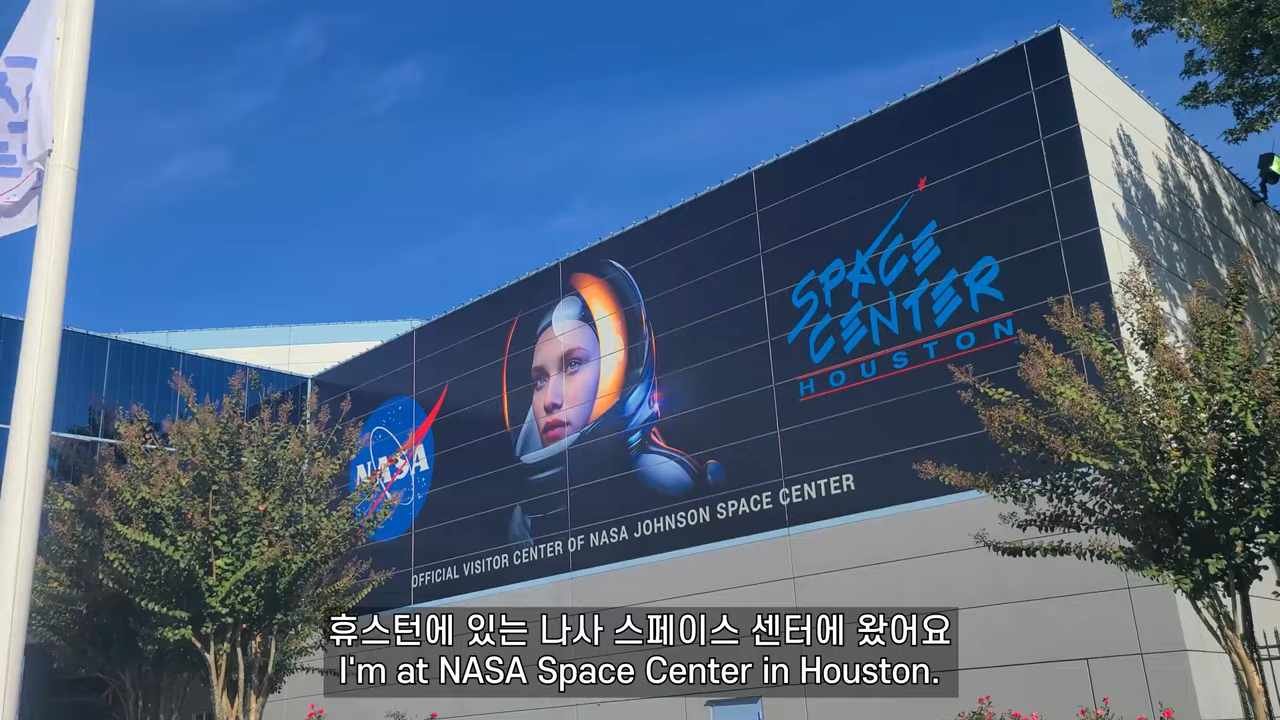 SPACE
CENTER
HOUSTON
NASA
OFFICIAL VISITOR CENTER OF NASA JOHNSON SPACE CENTER
휴스턴에 있는 나사 스페이스 센터에 왔어요
I'm at NASA Space Center in Houston.